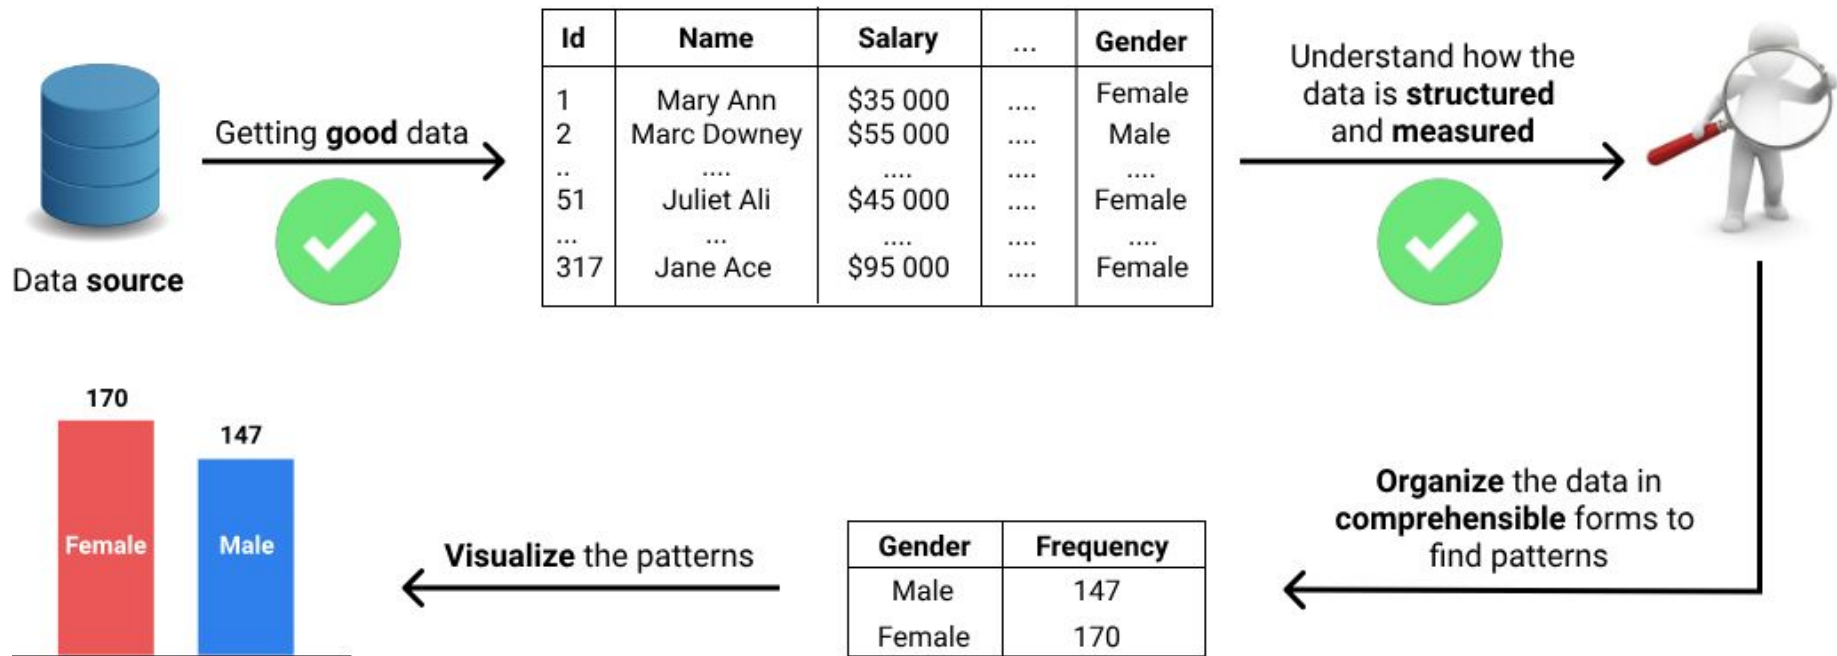 Data source
Getting good data
Id Name Salary ... Gender
1 Mary Ann $35 000 .... Female
2 Marc Downey $55 000 .... Male
.. .... .... .... ....
51 Juliet Ali $45 000 .... Female
... ... .... .... ....
317 Jane Ace $95 000 .... Female
Understand how the
data is structured
and measured
Organize the data in
comprehensible forms to
find patterns
Gender Frequency
Male 147
Female 170
Visualize the patterns
170
147
Female
Male